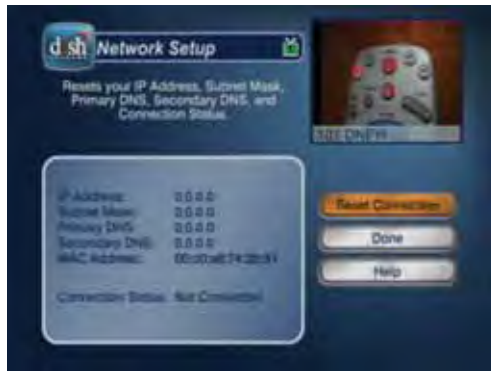 dish Network Setup
Resets your IP Address, Subnet Mask,
Primary DNS, Secondary DNS, and
Connection Status.
IP Address: 0.0.0.0
Subnet Mask: 0.0.0.0
Primary DNS: 0.0.0.0
Secondary DNS: 0.0.0.0
MAC Address:
Connection Status: Not Connected
Reset Connection
Done
Help